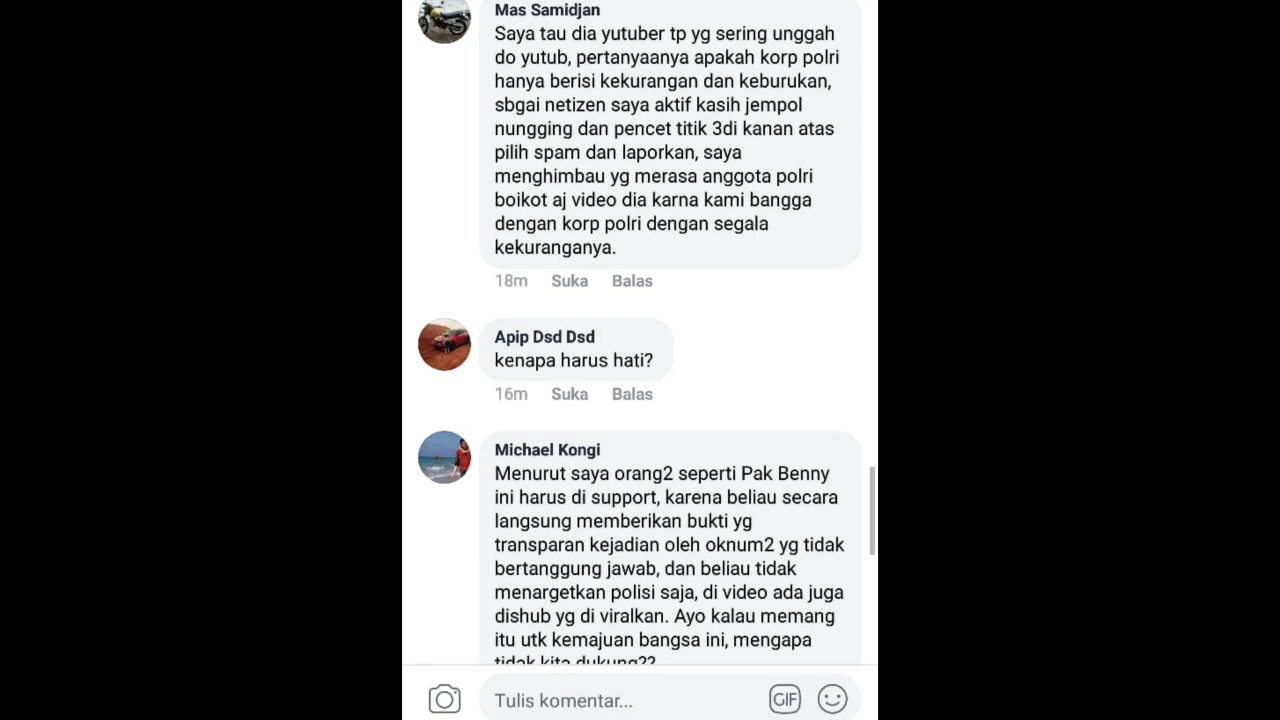 Mas Samidjan
Saya tau dia yutuber tp yg sering unggah
do yutub, pertanyaanya apakah korp polri
hanya berisi kekurangan dan keburukan,
sbgai netizen saya aktif kasih jempol
nungging dan pencet titik 3di kanan atas
pilih spam dan laporkan, saya
menghimbau yg merasa anggota polri
boikot aj video dia karna kami bangga
dengan korp polri dengan segala
kekuranganya.
18m Suka Balas
Apip Dsd Dsd
kenapa harus hati?
16m Suka Balas
Michael Kongi
Menurut saya orang2 seperti Pak Benny
ini harus di support, karena beliau secara
langsung memberikan bukti yg
transparan kejadian oleh oknum2 yg tidak
bertanggung jawab, dan beliau tidak
menargetkan polisi saja, di video ada juga
dishub yg di viralkan. Ayo kalau memang
itu utk kemajuan bangsa ini, mengapa
tidak kita dukung??
Tulis komentar... GIF